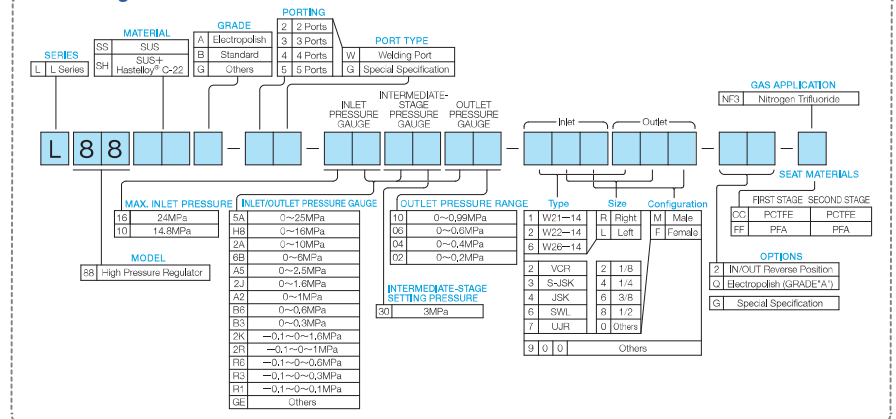 PORTING
2 2 Ports
3 3 Ports
4 4 Ports
5 5 Ports
GRADE
A Electropolish
B Standard
G Others
MATERIAL
SS SUS
SH SUS+
Hastelloy® C-22
SERIES
L L Series
PORT TYPE
W Welding Port
G Special Specification
GAS APPLICATION
NF3 Nitrogen Trifluoride
INLET
PRESSURE
GAUGE
INTERMEDIATE-
STAGE
PRESSURE
GAUGE
OUTLET
PRESSURE
GAUGE
Inlet
Outlet
L 8 8 – – – – –
MAX. INLET PRESSURE
16 24MPa
10 14.8MPa
MODEL
88 High Pressure Regulator
INLET/OUTLET PRESSURE GAUGE
5A 0~25MPa
H8 0~16MPa
2A 0~10MPa
6B 0~6MPa
A5 0~2.5MPa
2J 0~1.6MPa
A2 0~1MPa
B6 0~0.6MPa
B3 0~0.3MPa
2K −0.1~0~1.6MPa
2R −0.1~0~1MPa
R6 −0.1~0~0.6MPa
R3 −0.1~0~0.3MPa
R1 −0.1~0~0.1MPa
GE Others
OUTLET PRESSURE RANGE
10 0~0.99MPa
06 0~0.6MPa
04 0~0.4MPa
02 0~0.2MPa
INTERMEDIATE-STAGE
SETTING PRESSURE
30 3MPa
Type
1 W21−14
2 W22−14
6 W26−14
2 VCR
3 S-JSK
4 JSK
6 SWL
7 UJR
Size
R Right
L Left
2 1/8
4 1/4
6 3/8
8 1/2
0 Others
Configuration
M Male
F Female
9 0 0 Others
SEAT MATERIALS
FIRST STAGE SECOND STAGE
CC PCTFE PCTFE
FF PFA PFA
OPTIONS
2 IN/OUT Reverse Position
Q Electropolish (GRADE"A")
G Special Specification